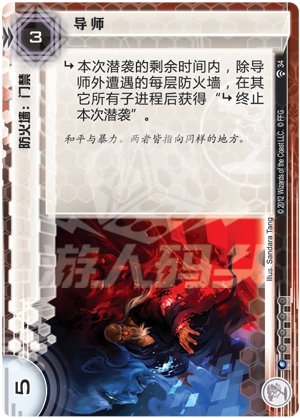 导师
3
防火墙：门禁
↳本次潜袭的剩余时间内，除导
师外遭遇的每层防火墙，在其
它所有子进程后获得“↳终止
本次潜袭”。
和平与暴力。两者皆指向同样的地方。
34
© 2012 Wizards of the Coast LLC. © FFG
Illus. Sandara Tang
游人码头
5